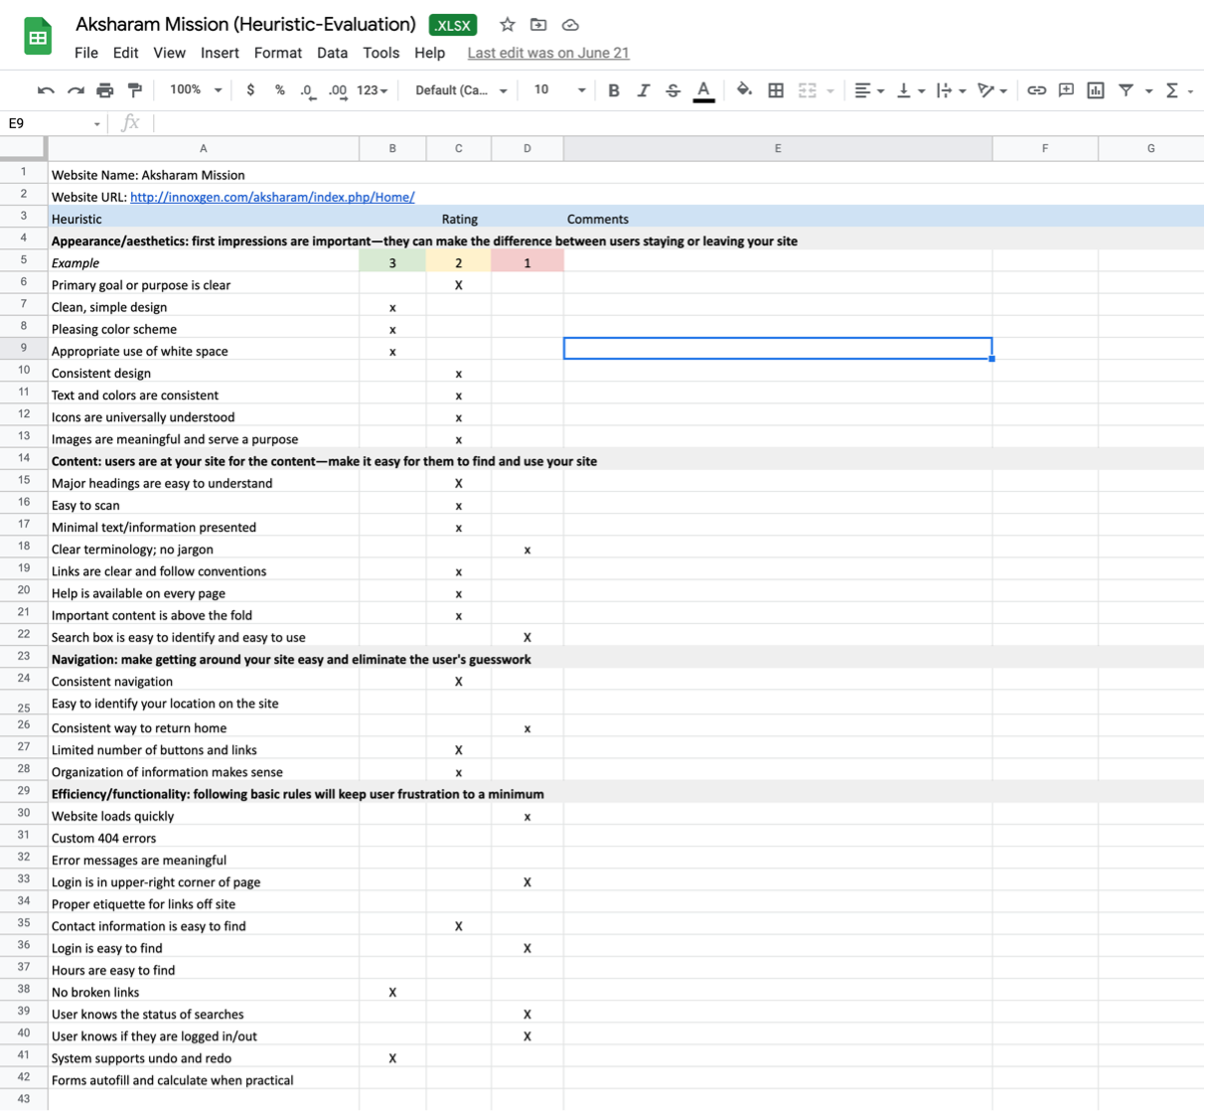 Aksharam Mission (Heuristic-Evaluation) .XLSX
File Edit View Insert Format Data Tools Help Last edit was on June 21
100% $ % .0 .00 123 Default (Ca... 10 B I S A Σ
E9 fx
A B C D E F G
1 Website Name: Aksharam Mission
2 Website URL: http://innoxgen.com/aksharam/index.php/Home/
3 Heuristic Rating Comments
4 Appearance/aesthetics: first impressions are important—they can make the difference between users staying or leaving your site
5 Example 3 2 1
6 Primary goal or purpose is clear X
7 Clean, simple design x
8 Pleasing color scheme x
9 Appropriate use of white space x
10 Consistent design x
11 Text and colors are consistent x
12 Icons are universally understood x
13 Images are meaningful and serve a purpose x
14 Content: users are at your site for the content—make it easy for them to find and use your site
15 Major headings are easy to understand X
16 Easy to scan x
17 Minimal text/information presented x
18 Clear terminology; no jargon x
19 Links are clear and follow conventions x
20 Help is available on every page x
21 Important content is above the fold x
22 Search box is easy to identify and easy to use X
23 Navigation: make getting around your site easy and eliminate the user's guesswork
24 Consistent navigation X
25 Easy to identify your location on the site
26 Consistent way to return home x
27 Limited number of buttons and links X
28 Organization of information makes sense x
29 Efficiency/functionality: following basic rules will keep user frustration to a minimum
30 Website loads quickly x
31 Custom 404 errors
32 Error messages are meaningful
33 Login is in upper-right corner of page X
34 Proper etiquette for links off site
35 Contact information is easy to find X
36 Login is easy to find X
37 Hours are easy to find
38 No broken links X
39 User knows the status of searches X
40 User knows if they are logged in/out X
41 System supports undo and redo X
42 Forms autofill and calculate when practical
43